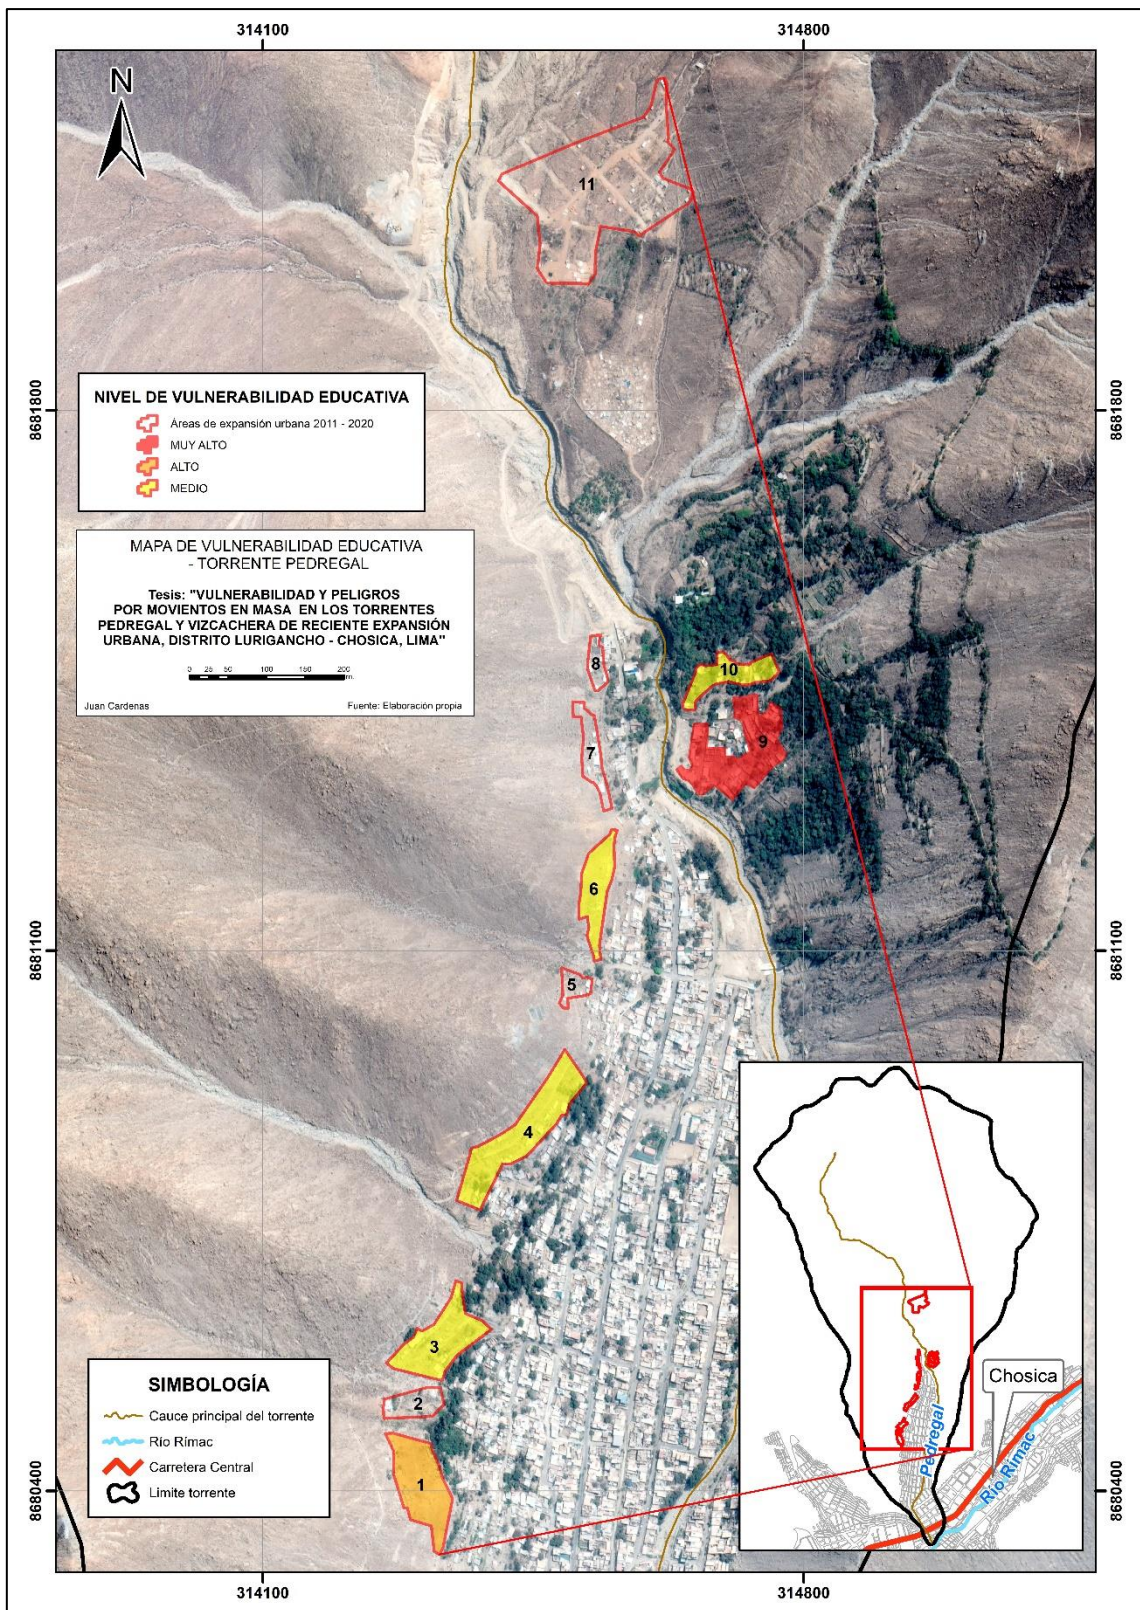 314100
314800
N
11
NIVEL DE VULNERABILIDAD EDUCATIVA
Áreas de expansión urbana 2011 - 2020
MUY ALTO
ALTO
MEDIO
8681800
8681800
MAPA DE VULNERABILIDAD EDUCATIVA
- TORRENTE PEDREGAL
Tesis: "VULNERABILIDAD Y PELIGROS
POR MOVIENTOS EN MASA EN LOS TORRENTES
PEDREGAL Y VIZCACHERA DE RECIENTE EXPANSIÓN
URBANA, DISTRITO LURIGANCHO - CHOSICA, LIMA"
0 25 50 100 150 200
m.
Juan Cardenas
Fuente: Elaboración propia
8
10
9
7
6
8681100
8681100
5
4
3
2
1
SIMBOLOGÍA
Cauce principal del torrente
Río Rímac
Carretera Central
Limite torrente
Chosica
Pedregal
Río Rímac
8680400
8680400
314100
314800